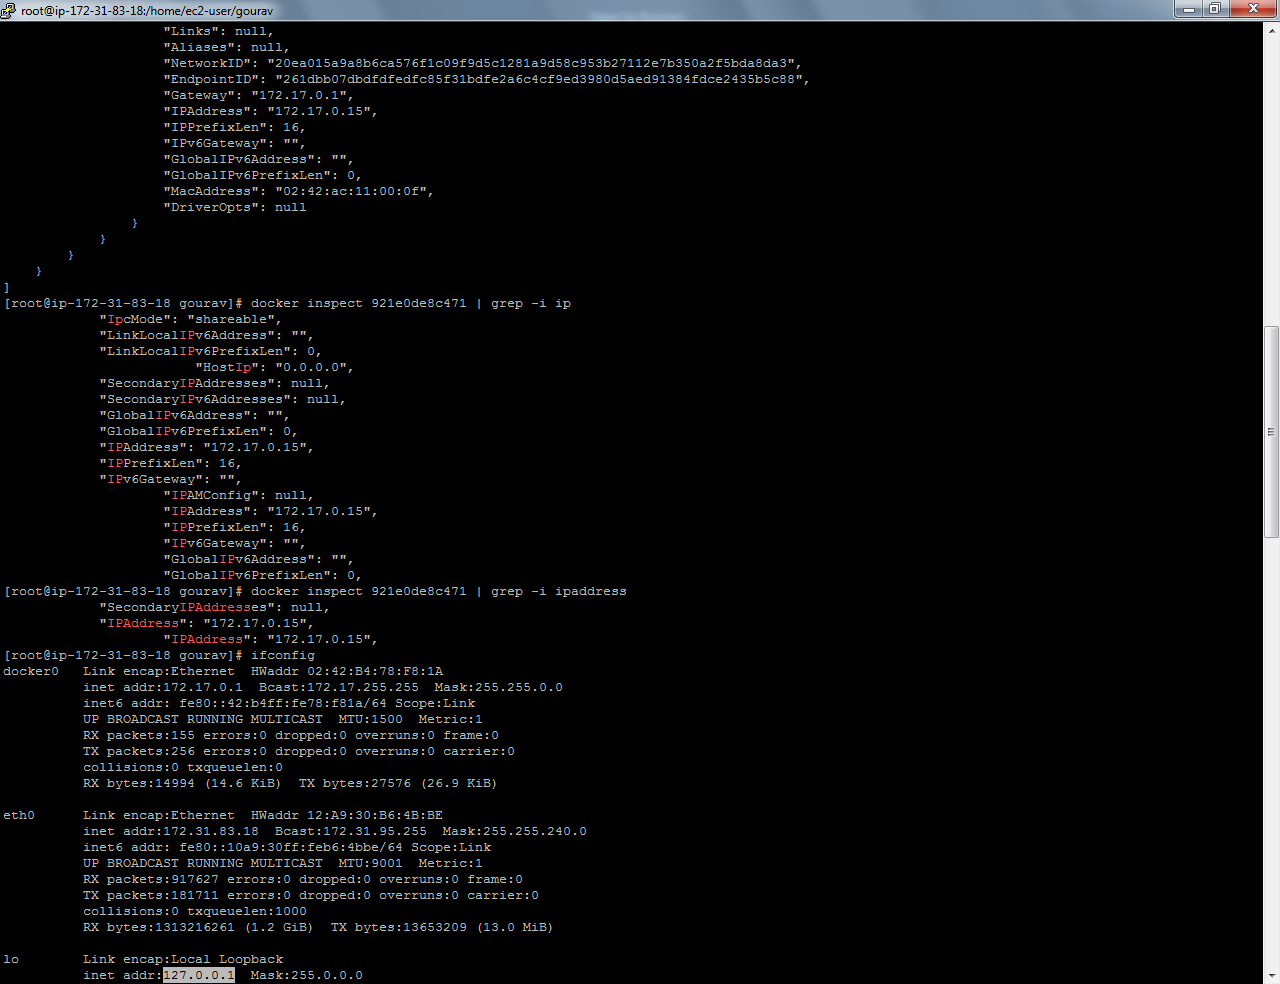 root@ip-172-31-83-18:/home/ec2-user/gourav
"Links": null,
"Aliases": null,
"NetworkID": "20ea015a9a8b6ca576f1c09f9d5c1281a9d58c953b27112e7b350a2f5bda8da3",
"EndpointID": "261dbb07dbdfdfedfc85f31bdfe2a6c4cf9ed3980d5aed91384fdce2435b5c88",
"Gateway": "172.17.0.1",
"IPAddress": "172.17.0.15",
"IPPrefixLen": 16,
"IPv6Gateway": "",
"GlobalIPv6Address": "",
"GlobalIPv6PrefixLen": 0,
"MacAddress": "02:42:ac:11:00:0f",
"DriverOpts": null
}
}
}
}
]
[root@ip-172-31-83-18 gourav]# docker inspect 921e0de8c471 | grep -i ip
"IpcMode": "shareable",
"LinkLocalIPv6Address": "",
"LinkLocalIPv6PrefixLen": 0,
"HostIp": "0.0.0.0",
"SecondaryIPAddresses": null,
"SecondaryIPv6Addresses": null,
"GlobalIPv6Address": "",
"GlobalIPv6PrefixLen": 0,
"IPAddress": "172.17.0.15",
"IPPrefixLen": 16,
"IPv6Gateway": "",
"IPAMConfig": null,
"IPAddress": "172.17.0.15",
"IPPrefixLen": 16,
"IPv6Gateway": "",
"GlobalIPv6Address": "",
"GlobalIPv6PrefixLen": 0,
[root@ip-172-31-83-18 gourav]# docker inspect 921e0de8c471 | grep -i ipaddress
"SecondaryIPAddresses": null,
"IPAddress": "172.17.0.15",
"IPAddress": "172.17.0.15",
[root@ip-172-31-83-18 gourav]# ifconfig
docker0 Link encap:Ethernet HWaddr 02:42:B4:78:F8:1A
inet addr:172.17.0.1 Bcast:172.17.255.255 Mask:255.255.0.0
inet6 addr: fe80::42:b4ff:fe78:f81a/64 Scope:Link
UP BROADCAST RUNNING MULTICAST MTU:1500 Metric:1
RX packets:155 errors:0 dropped:0 overruns:0 frame:0
TX packets:256 errors:0 dropped:0 overruns:0 carrier:0
collisions:0 txqueuelen:0
RX bytes:14994 (14.6 KiB) TX bytes:27576 (26.9 KiB)
eth0 Link encap:Ethernet HWaddr 12:A9:30:B6:4B:BE
inet addr:172.31.83.18 Bcast:172.31.95.255 Mask:255.255.240.0
inet6 addr: fe80::10a9:30ff:feb6:4bbe/64 Scope:Link
UP BROADCAST RUNNING MULTICAST MTU:9001 Metric:1
RX packets:917627 errors:0 dropped:0 overruns:0 frame:0
TX packets:181711 errors:0 dropped:0 overruns:0 carrier:0
collisions:0 txqueuelen:1000
RX bytes:1313216261 (1.2 GiB) TX bytes:13653209 (13.0 MiB)
lo Link encap:Local Loopback
inet addr:127.0.0.1 Mask:255.0.0.0